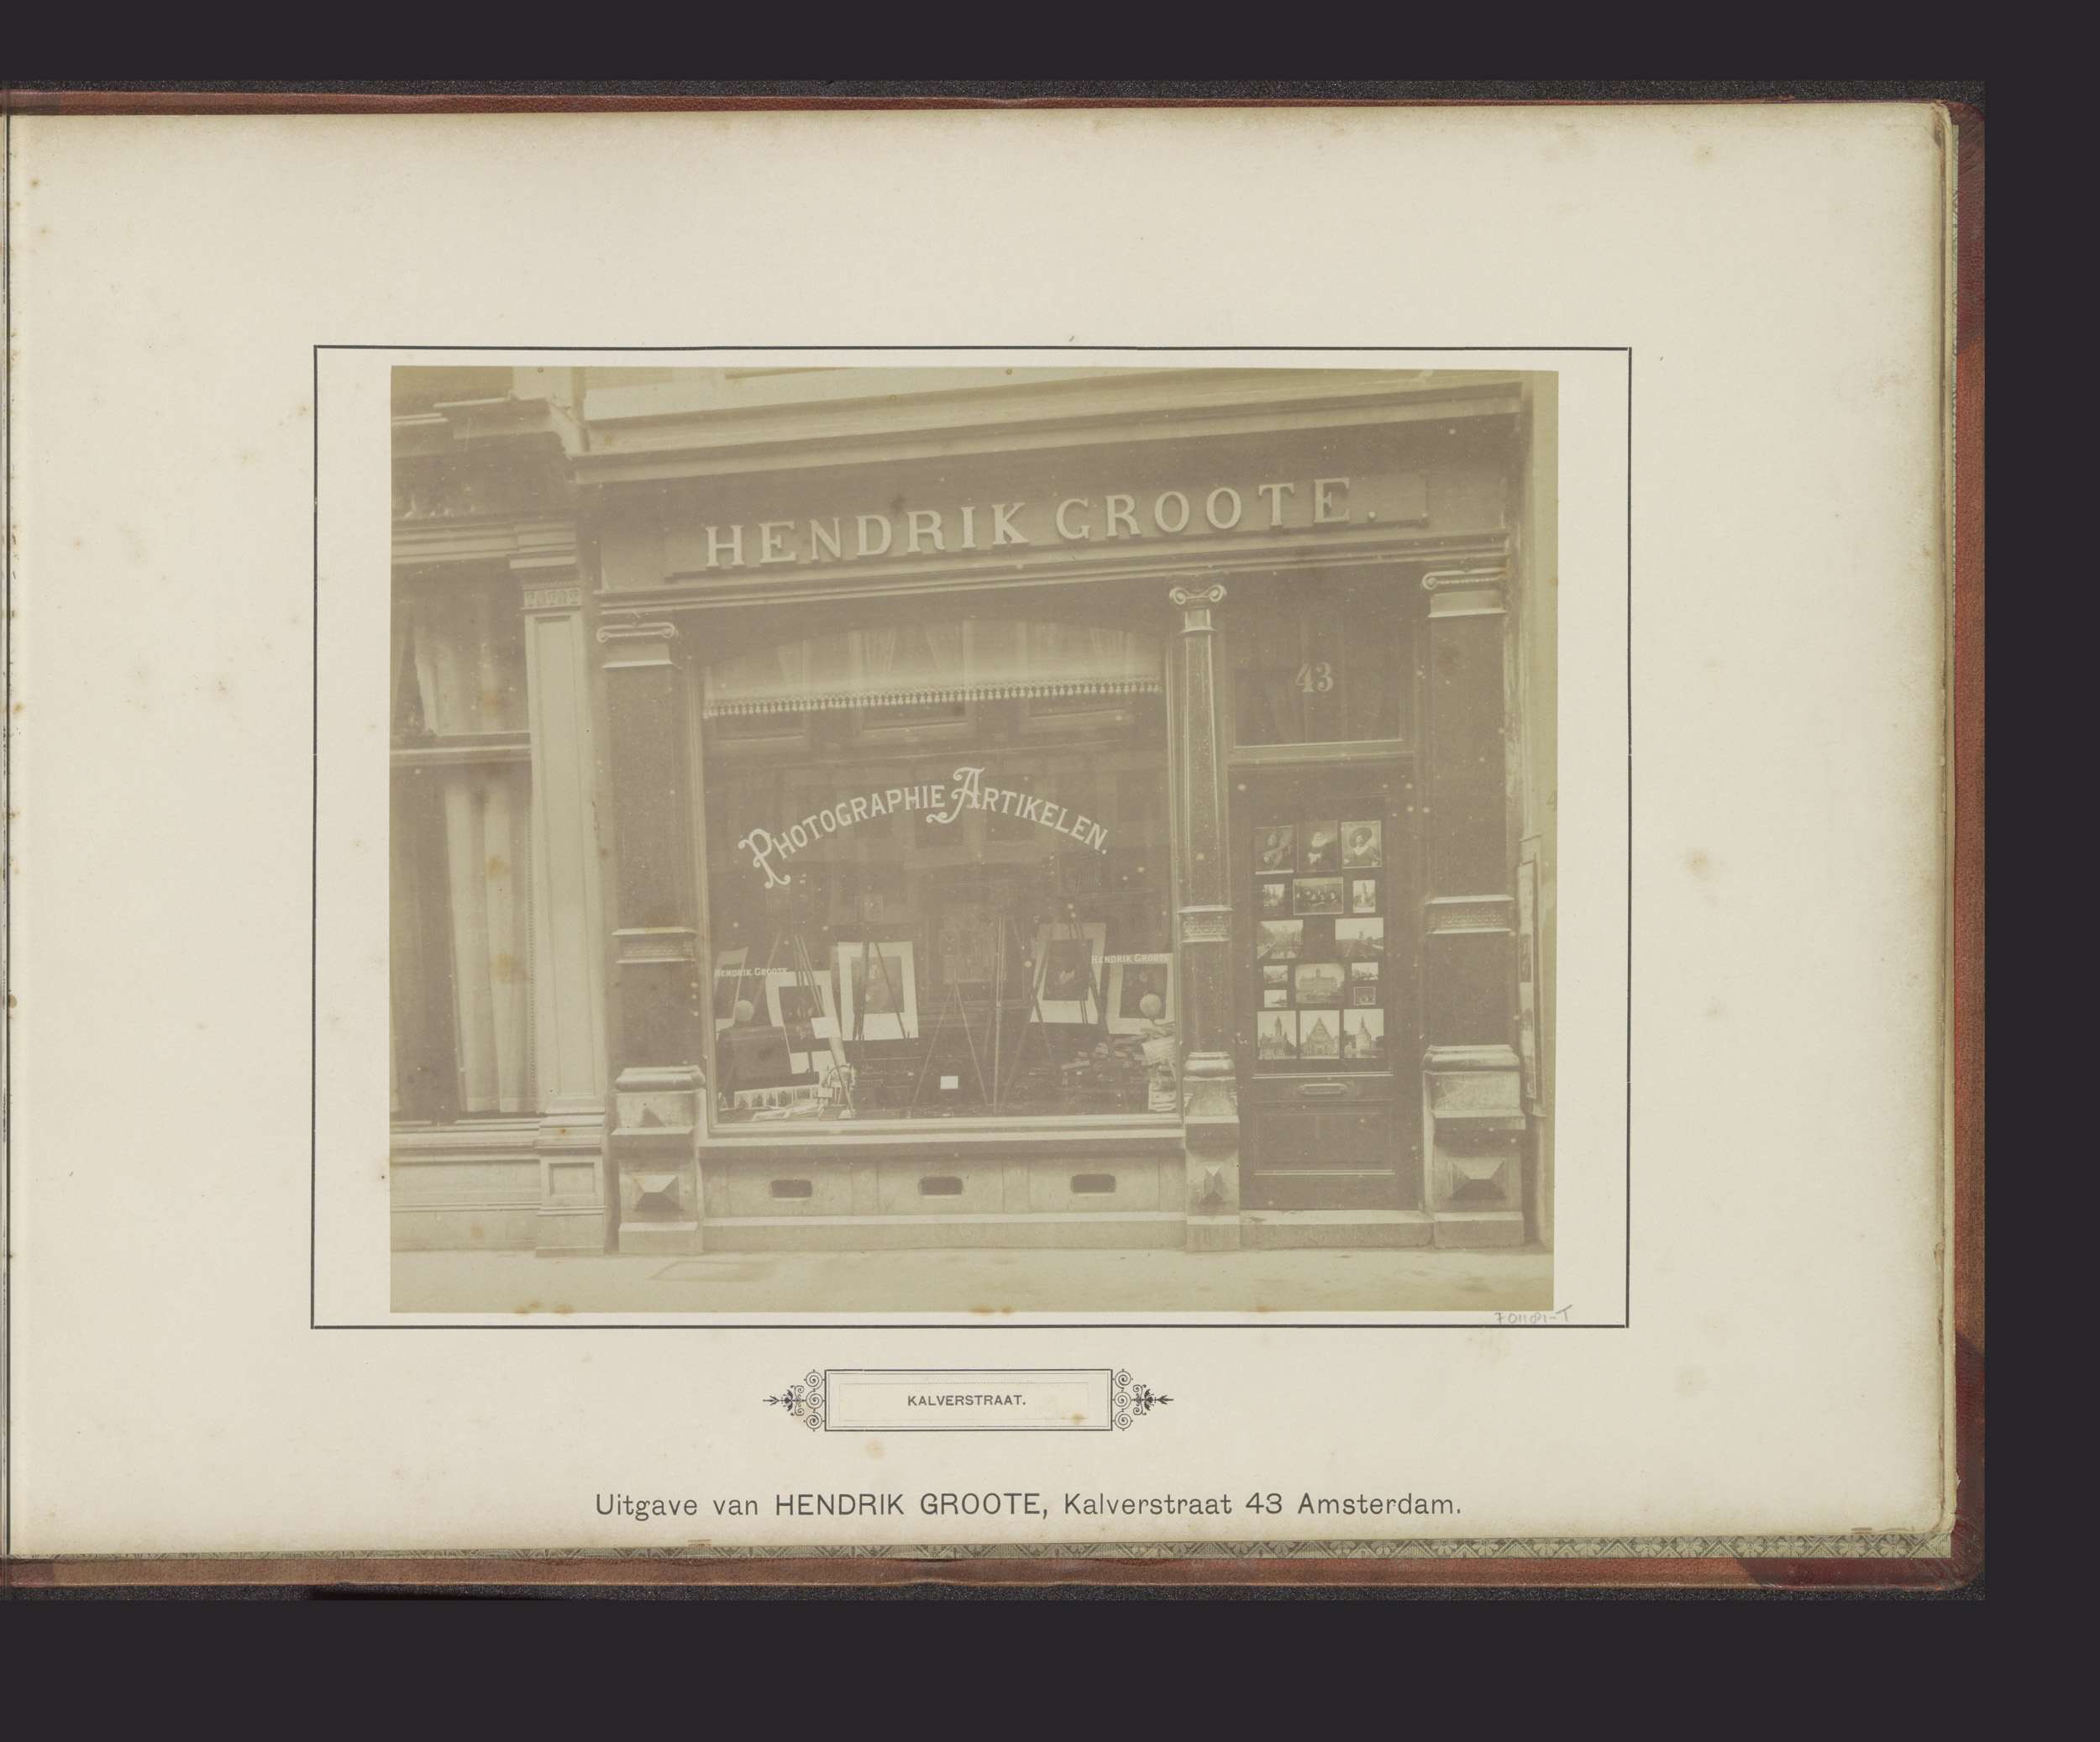 HENDRIK GROOTE.
43
PHOTOGRAPHIE ARTIKELEN.
HENDRIK GROOTE
HENDRIK GROOTE
KALVERSTRAAT.
Uitgave van HENDRIK GROOTE, Kalverstraat 43 Amsterdam.